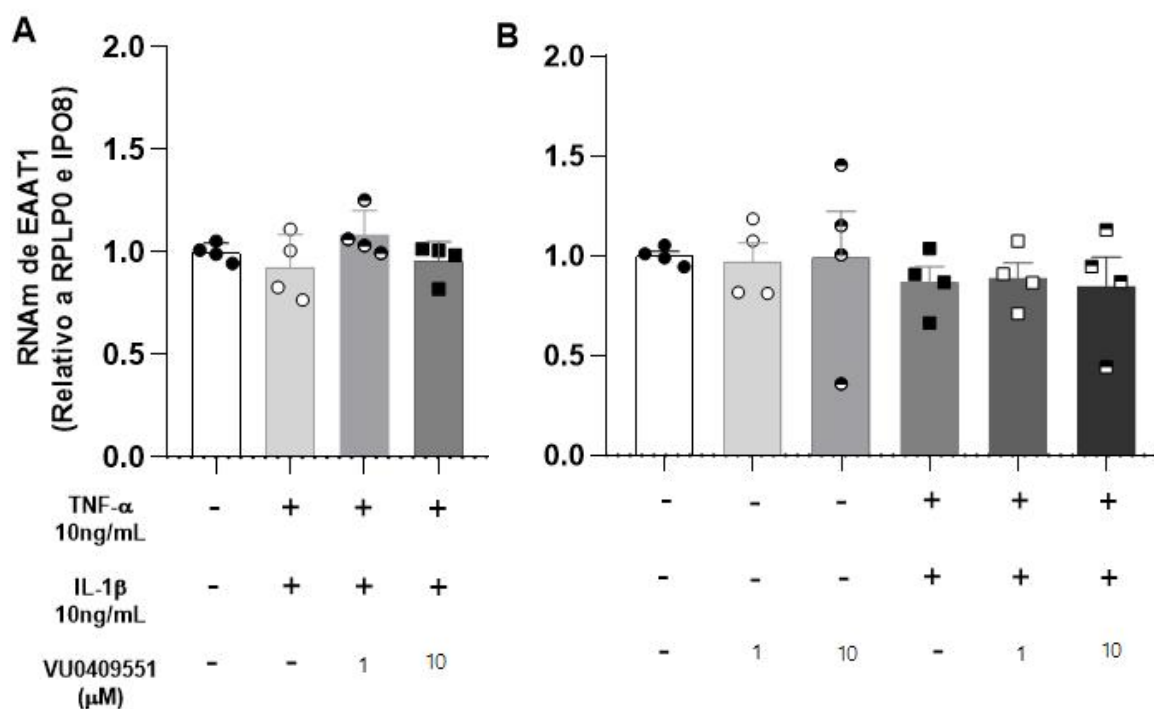 A
B
RNAm de EAAT1
(Relativo a RPLP0 e IPO8)
2.0
1.5
1.0
0.5
0.0
2.0
1.5
1.0
0.5
0.0
TNF-α - + + + - - - + + +
10ng/mL
IL-1β - + + + - - - + + +
10ng/mL
VU0409551 - - 1 10 - 1 10 - 1 10
(μM)